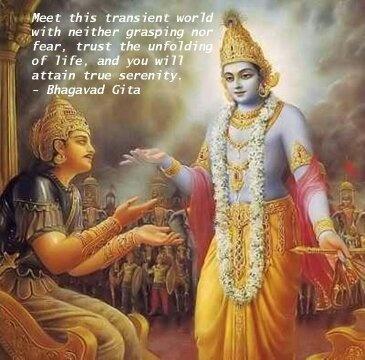 Meet this transient world
with neither grasping nor
fear, trust the unfolding
of life, and you will
attain true serenity.
- Bhagavad Gita